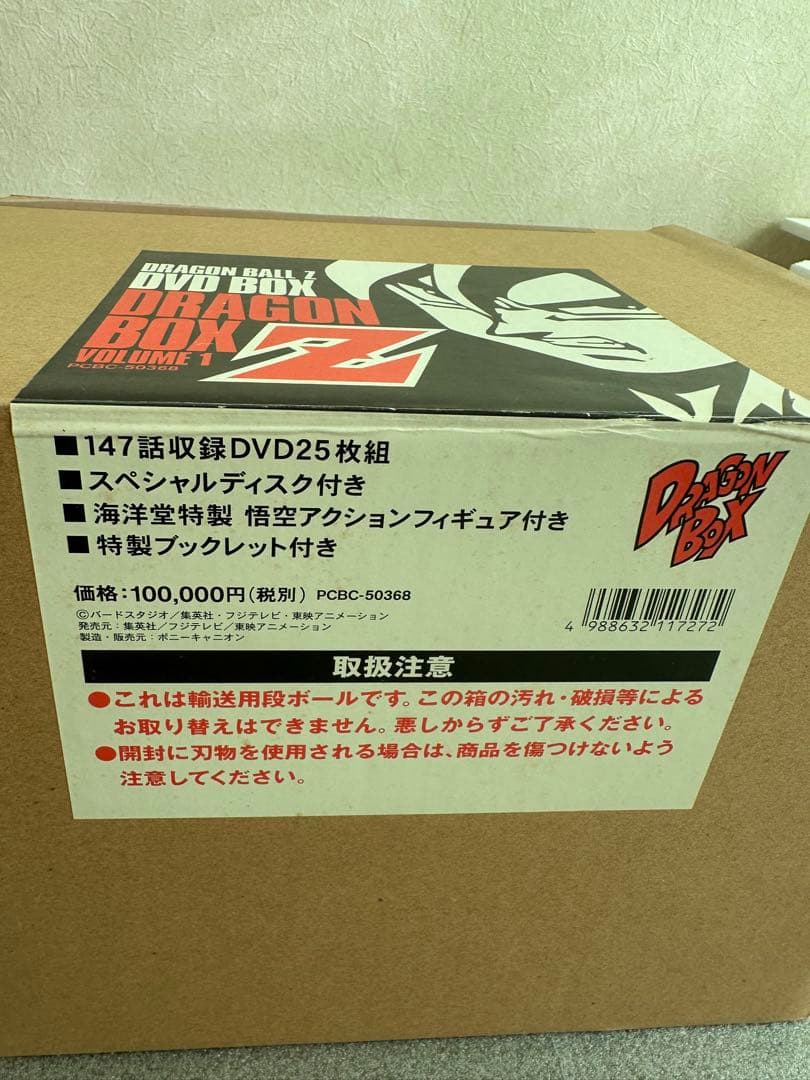 DRAGON BALL Z
DVD BOX
DRAGON
BOX
Z
VOLUME 1
PCBC-50368
■147話収録DVD25枚組
■スペシャルディスク付き
■海洋堂特製 悟空アクションフィギュア付き
■特製ブックレット付き
DRAGON
BOX
価格:100,000円(税別) PCBC-50368
©バードスタジオ/集英社・フジテレビ・東映アニメーション
発売元:集英社/フジテレビ/東映アニメーション
製造・販売元:ポニーキャニオン
4 988632 117272
取扱注意
●これは輸送用段ボールです。この箱の汚れ・破損等による
お取り替えはできません。悪しからずご了承ください。
●開封に刃物を使用される場合は、商品を傷つけないよう
注意してください。